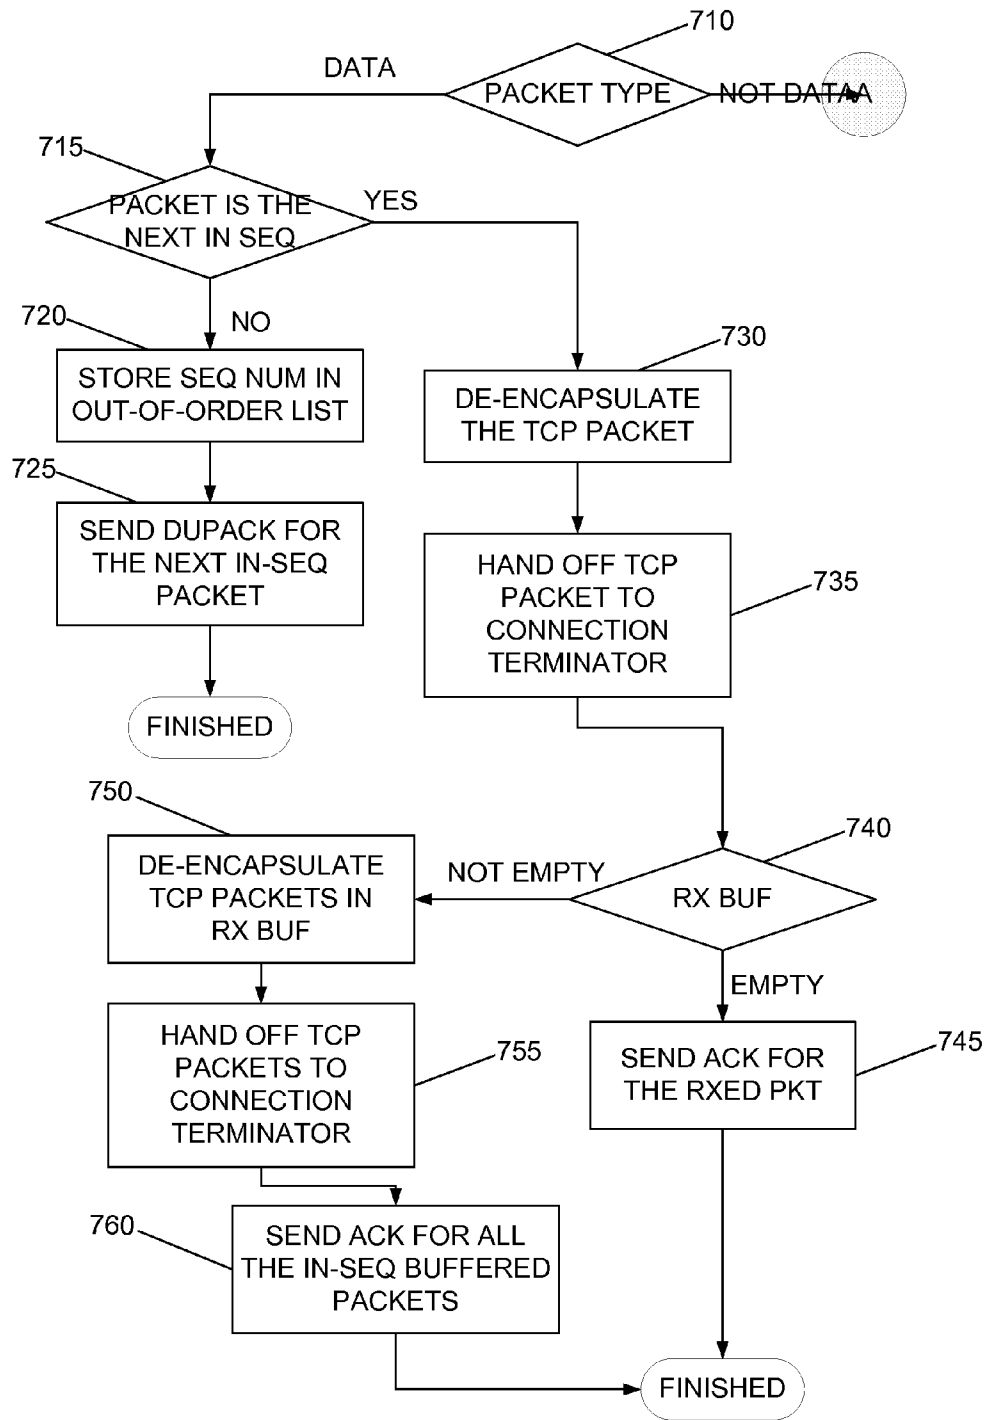 710
DATA
PACKET TYPE
NOT DATA
A
715
PACKET IS THE
NEXT IN SEQ
YES
720
NO
730
STORE SEQ NUM IN
OUT-OF-ORDER LIST
DE-ENCAPSULATE
THE TCP PACKET
725
SEND DUPACK FOR
THE NEXT IN-SEQ
PACKET
HAND OFF TCP
PACKET TO
CONNECTION
TERMINATOR
735
FINISHED
750
740
DE-ENCAPSULATE
TCP PACKETS IN
RX BUF
NOT EMPTY
RX BUF
EMPTY
HAND OFF TCP
PACKETS TO
CONNECTION
TERMINATOR
755
SEND ACK FOR
THE RXED PKT
745
760
SEND ACK FOR ALL
THE IN-SEQ BUFFERED
PACKETS
FINISHED